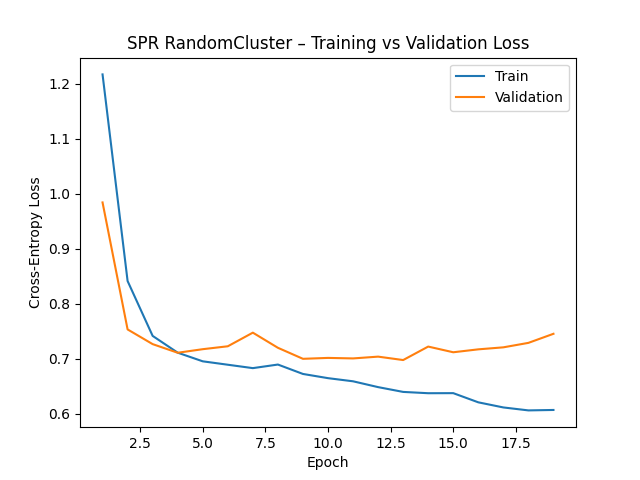 SPR RandomCluster – Training vs Validation Loss
Train
Validation
Cross-Entropy Loss
1.2
1.1
1.0
0.9
0.8
0.7
0.6
2.5 5.0 7.5 10.0 12.5 15.0 17.5
Epoch